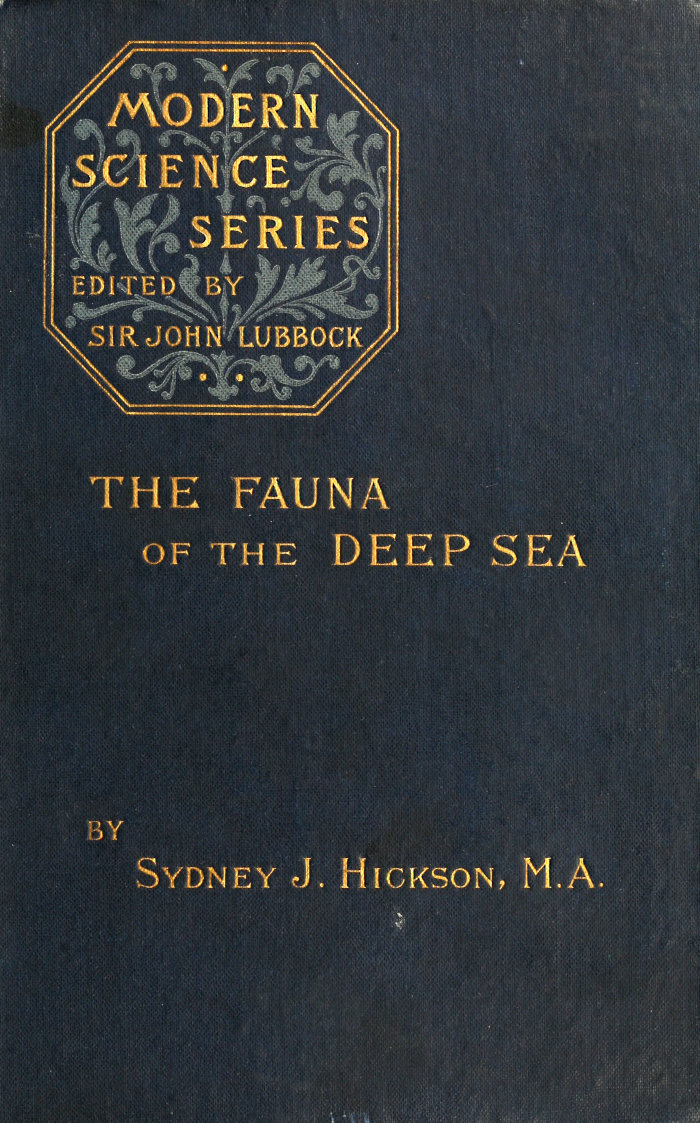 MODERN
SCIENCE
SERIES
EDITED BY
SIR JOHN LUBBOCK
THE FAUNA
OF THE DEEP SEA
BY
SYDNEY J. HICKSON, M.A.